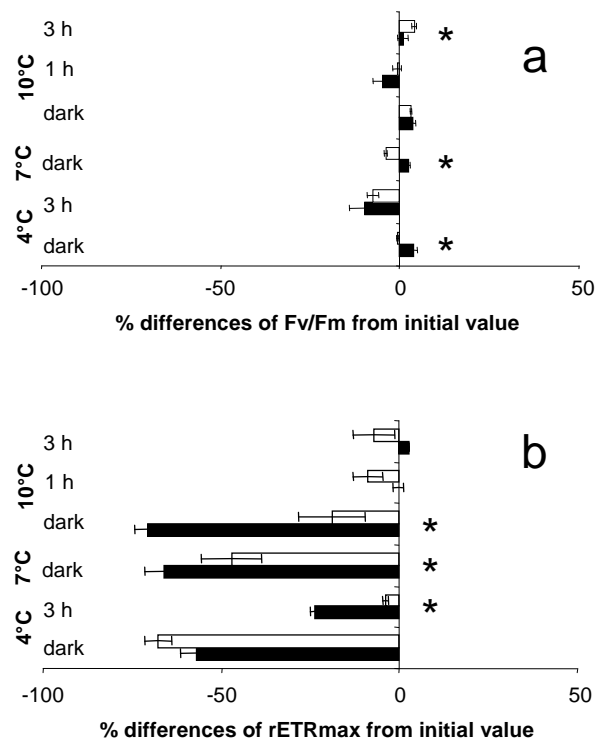 a
10°C
3 h *
1 h
dark
7°C
dark *
4°C
3 h
dark *
-100 -50 0 50
% differences of Fv/Fm from initial value
b
10°C
3 h
1 h
dark *
7°C
dark *
4°C
3 h *
dark
-100 -50 0 50
% differences of rETRmax from initial value